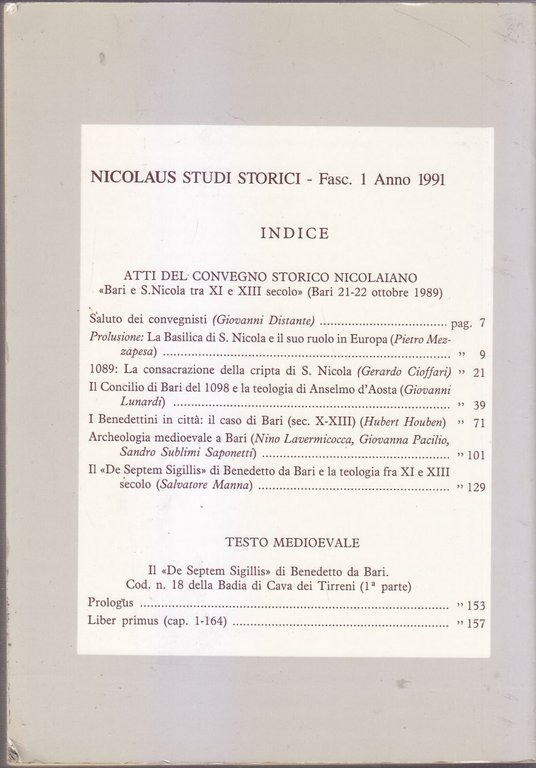 NICOLAUS STUDI STORICI - Fasc. 1 Anno 1991
INDICE
ATTI DEL CONVEGNO STORICO NICOLAIANO
«Bari e S.Nicola tra XI e XIII secolo» (Bari 21-22 ottobre 1989)
Saluto dei convegnisti (Giovanni Distante) .................................. pag. 7
Prolusione: La Basilica di S. Nicola e il suo ruolo in Europa (Pietro Mez-
zapesa) .......................................................................... ” 9
1089: La consacrazione della cripta di S. Nicola (Gerardo Cioffari) ” 21
Il Concilio di Bari del 1098 e la teologia di Anselmo d'Aosta (Giovanni
Lunardi) ........................................................................ ” 39
I Benedettini in città: il caso di Bari (sec. X-XIII) (Hubert Houben) ” 71
Archeologia medioevale a Bari (Nino Lavermicocca, Giovanna Pacilio,
Sandro Sublimi Saponetti) ................................................ ” 101
Il «De Septem Sigillis» di Benedetto da Bari e la teologia fra XI e XIII
secolo (Salvatore Manna) .................................................. ” 129
TESTO MEDIOEVALE
Il «De Septem Sigillis» di Benedetto da Bari.
Cod. n. 18 della Badia di Cava dei Tirreni (1ª parte)
Prologus ................................................................................ ” 153
Liber primus (cap. 1-164) ........................................................ ” 157